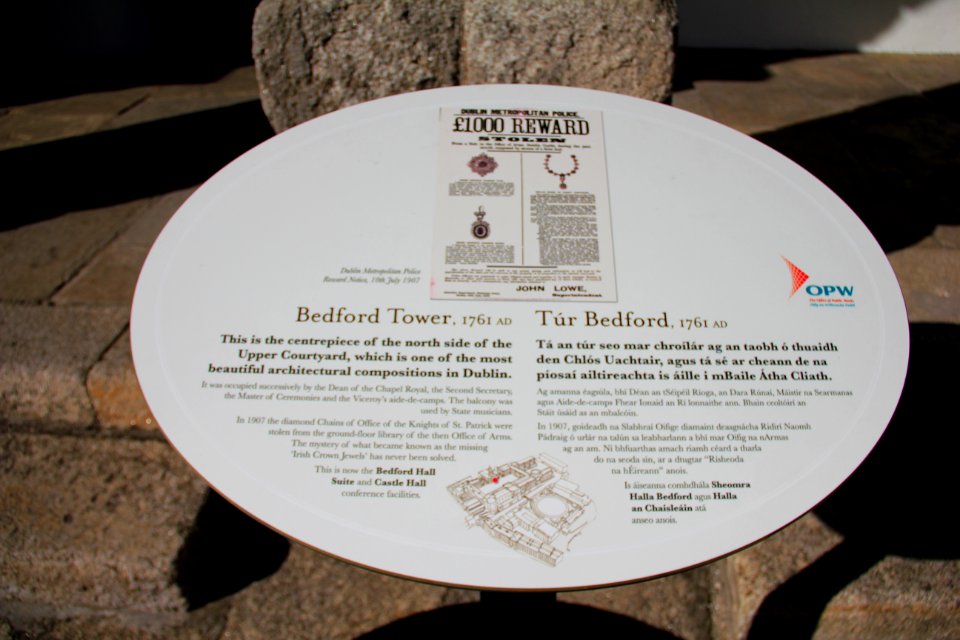 DUBLIN METROPOLITAN POLICE
£1000 REWARD
STOLEN
JOHN LOWE,
Superintendent
Dublin Metropolitan Police
Reward Notes, 10th July 1907
OPW
The Office of Public Works
Oifig na nOibreacha Poiblí
Bedford Tower, 1761 AD
This is the centrepiece of the north side of the
Upper Courtyard, which is one of the most
beautiful architectural compositions in Dublin.
It was occupied successively by the Dean of the Chapel Royal, the Second Secretary,
the Master of Ceremonies and the Viceroy's aide-de-camps. The balcony was
used by State musicians.
In 1907 the diamond Chains of Office of the Knights of St. Patrick were
stolen from the ground-floor library of the then Office of Arms.
The mystery of what became known as the missing
'Irish Crown Jewels' has never been solved.
This is now the Bedford Hall
Suite and Castle Hall
conference facilities.
Túr Bedford, 1761 AD
Tá an túr seo mar chroílár ag an taobh ó thuaidh
den Chlós Uachtair, agus tá sé ar cheann de na
píosaí ailtireachta is áille i mBaile Átha Cliath.
Ag amanna éagsúla, bhí Déan an tSéipéil Ríoga, an Dara Rúnaí, Máistir na Searmanas
agus Aide-de-camps Fhear Ionaid an Rí lonnaithe ann. Bhain ceoltóirí an
Stáit úsáid as an mbalcóin.
In 1907, goideadh na Slabhraí Oifige diamaint deagnácha Ridirí Naomh
Pádraig ó urlár na talún sa leabharlann a bhí mar Oifig na nArmas
ag an am. Ní bhfuarthas amach riamh céard a tharla
do na seoda sin, ar a dtugtar "Risheoda
na hÉireann" anois.
Is áiseanna comhdhála Sheomra
Halla Bedford agus Halla
an Chaisleáin atá
anseo anois.